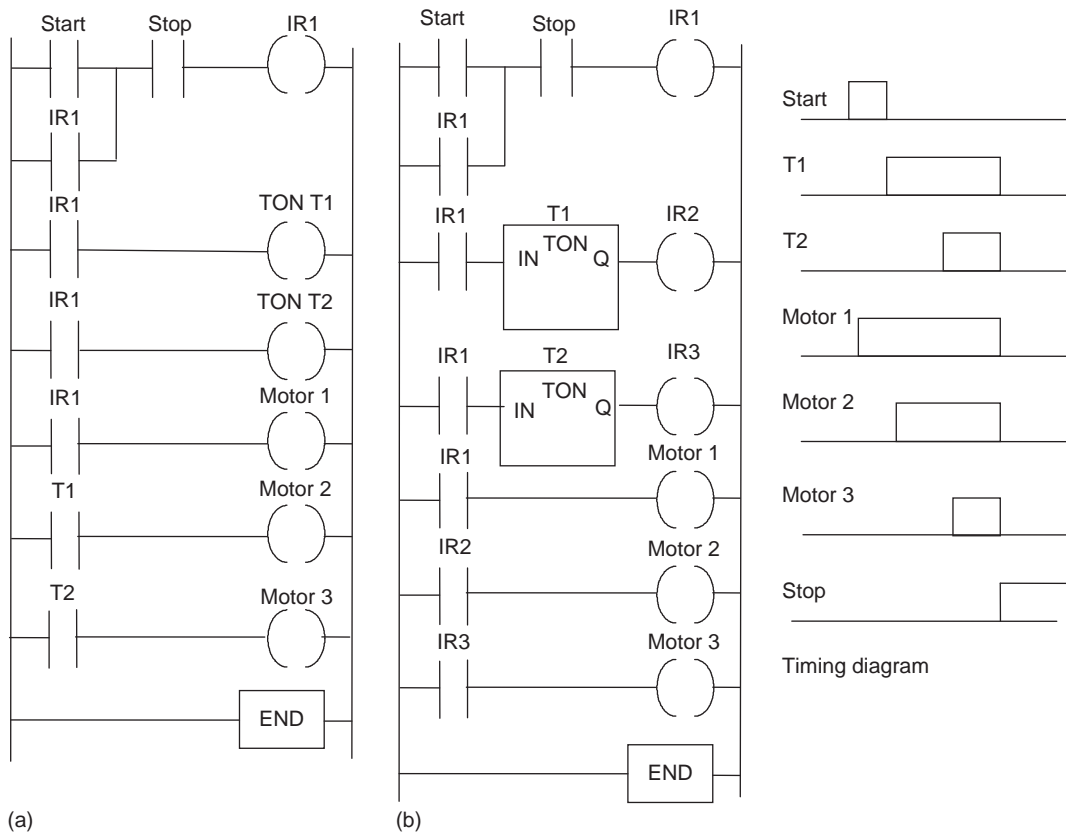 Start
Stop
IR1
IR1
IR1
TON T1
IR1
TON T2
IR1
Motor 1
T1
Motor 2
T2
Motor 3
END
(a)
Start
Stop
IR1
IR1
IR1
T1
IR2
TON
IN
Q
IR1
T2
IR3
TON
IN
Q
IR1
Motor 1
IR2
Motor 2
IR3
Motor 3
END
(b)
Start
T1
T2
Motor 1
Motor 2
Motor 3
Stop
Timing diagram